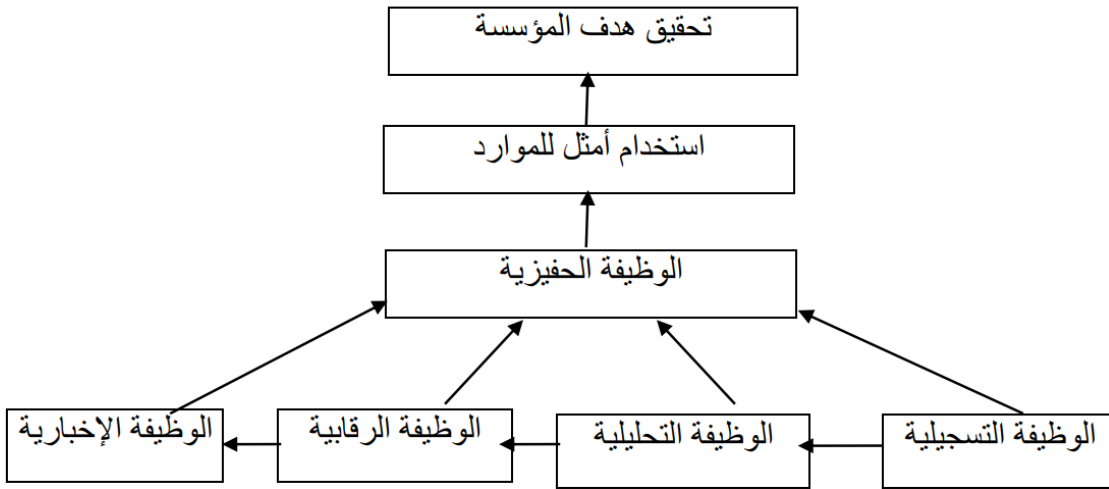 تحقيق هدف المؤسسة
استخدام أمثل للموارد
الوظيفة الحفيزية
الوظيفة التسجيلية
الوظيفة التحليلية
الوظيفة الرقابية
الوظيفة الإخبارية